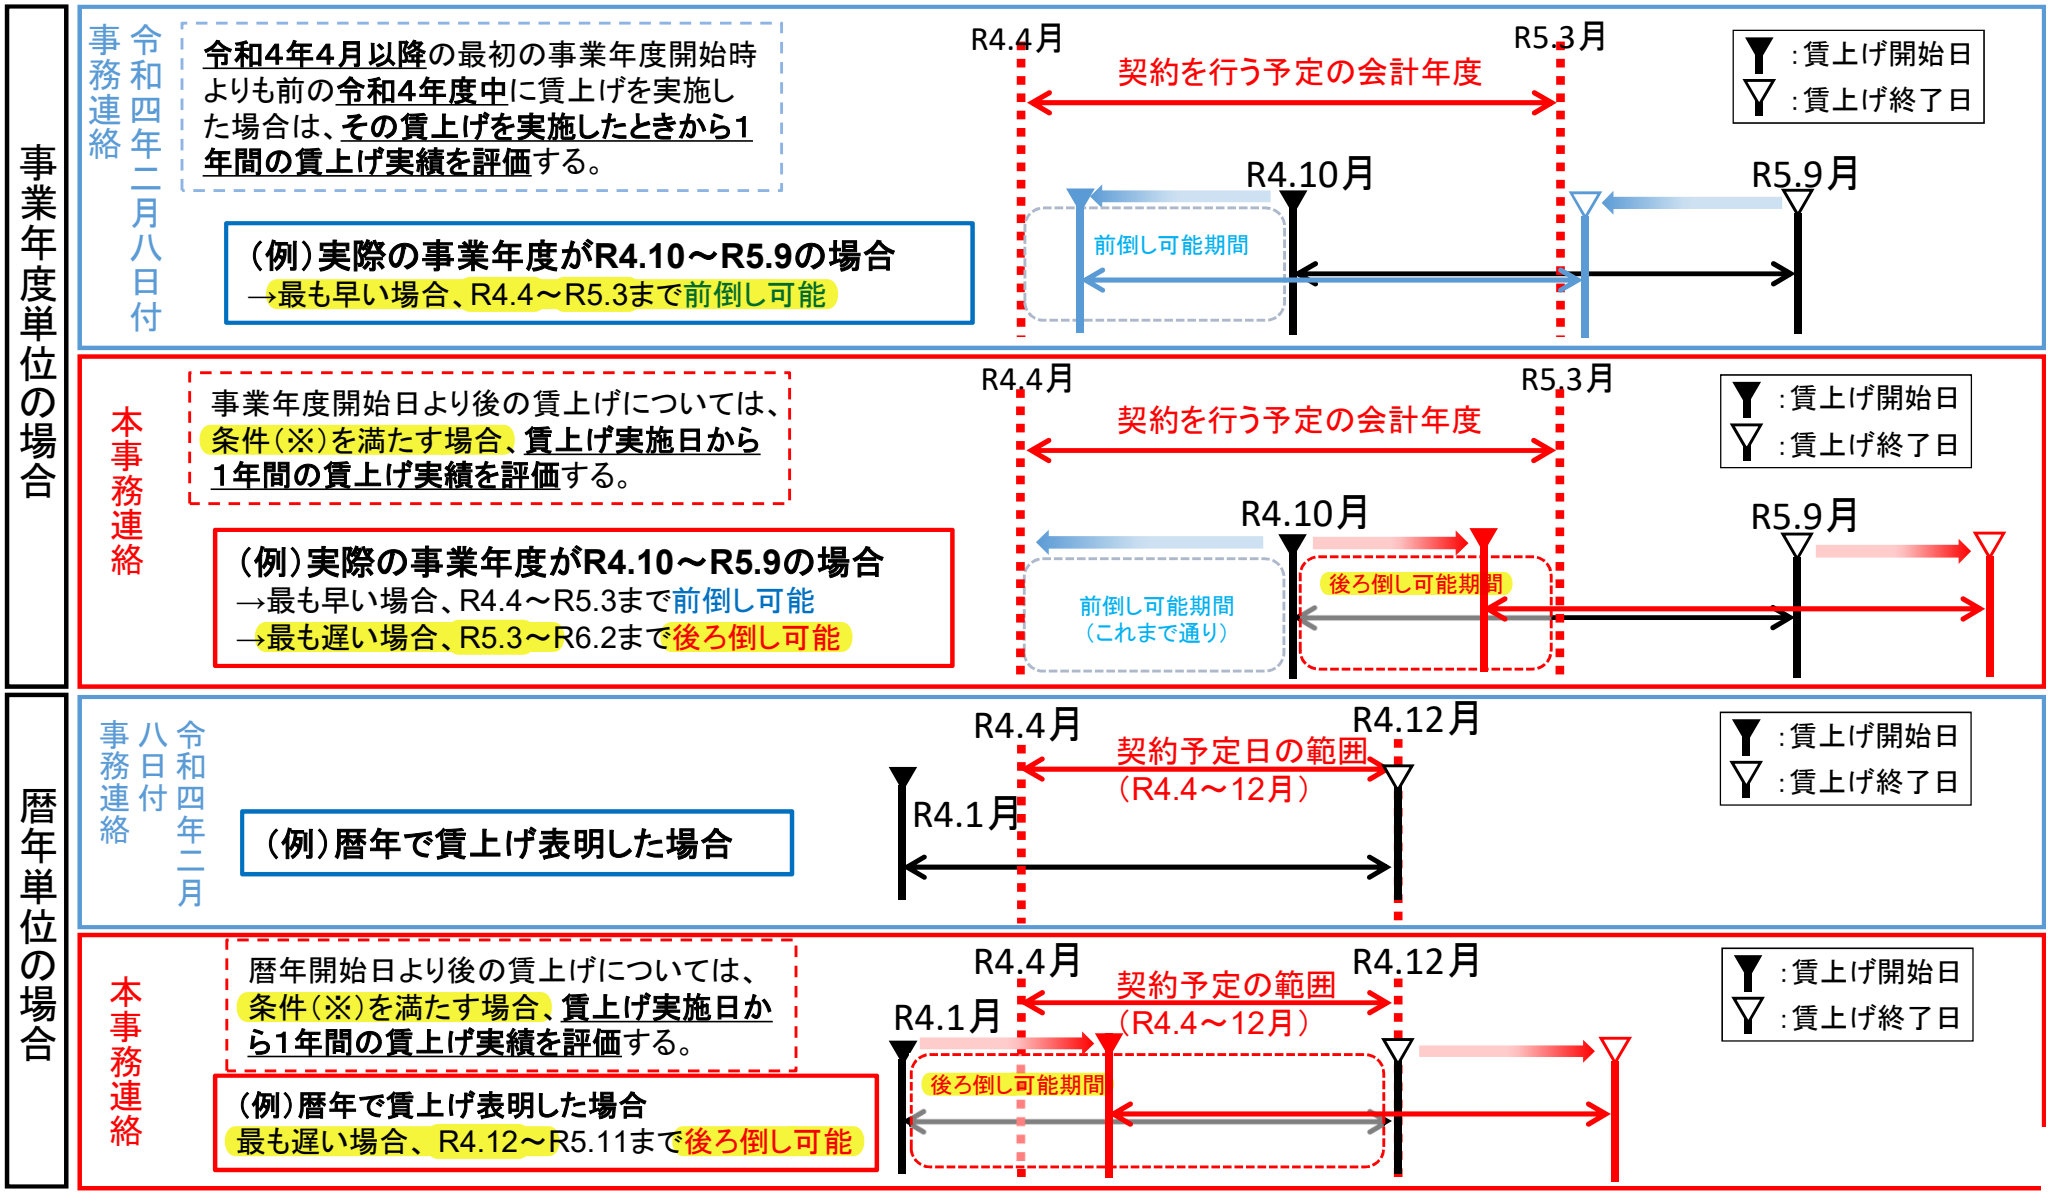 事業年度単位の場合
令和四年二月八日付
事務連絡
令和4年4月以降の最初の事業年度開始時
よりも前の令和4年度中に賃上げを実施し
た場合は、その賃上げを実施したときから1
年間の賃上げ実績を評価する。
（例）実際の事業年度がR4.10～R5.9の場合
→最も早い場合、R4.4～R5.3まで前倒し可能
R4.4月
R5.3月
契約を行う予定の会計年度
R4.10月
R5.9月
前倒し可能期間
：賃上げ開始日
：賃上げ終了日
本事務連絡
事業年度開始日より後の賃上げについては、
条件（※）を満たす場合、賃上げ実施日から
1年間の賃上げ実績を評価する。
（例）実際の事業年度がR4.10～R5.9の場合
→最も早い場合、R4.4～R5.3まで前倒し可能
→最も遅い場合、R5.3～R6.2まで後ろ倒し可能
R4.4月
R5.3月
契約を行う予定の会計年度
R4.10月
R5.9月
前倒し可能期間
（これまで通り）
後ろ倒し可能期間
：賃上げ開始日
：賃上げ終了日
暦年単位の場合
令和四年二月
八日付
事務連絡
（例）暦年で賃上げ表明した場合
R4.4月
R4.12月
契約予定日の範囲
（R4.4～12月）
R4.1月
：賃上げ開始日
：賃上げ終了日
本事務連絡
暦年開始日より後の賃上げについては、
条件（※）を満たす場合、賃上げ実施日か
ら1年間の賃上げ実績を評価する。
（例）暦年で賃上げ表明した場合
最も遅い場合、R4.12～R5.11まで後ろ倒し可能
R4.4月
R4.12月
契約予定の範囲
（R4.4～12月）
R4.1月
後ろ倒し可能期間
：賃上げ開始日
：賃上げ終了日